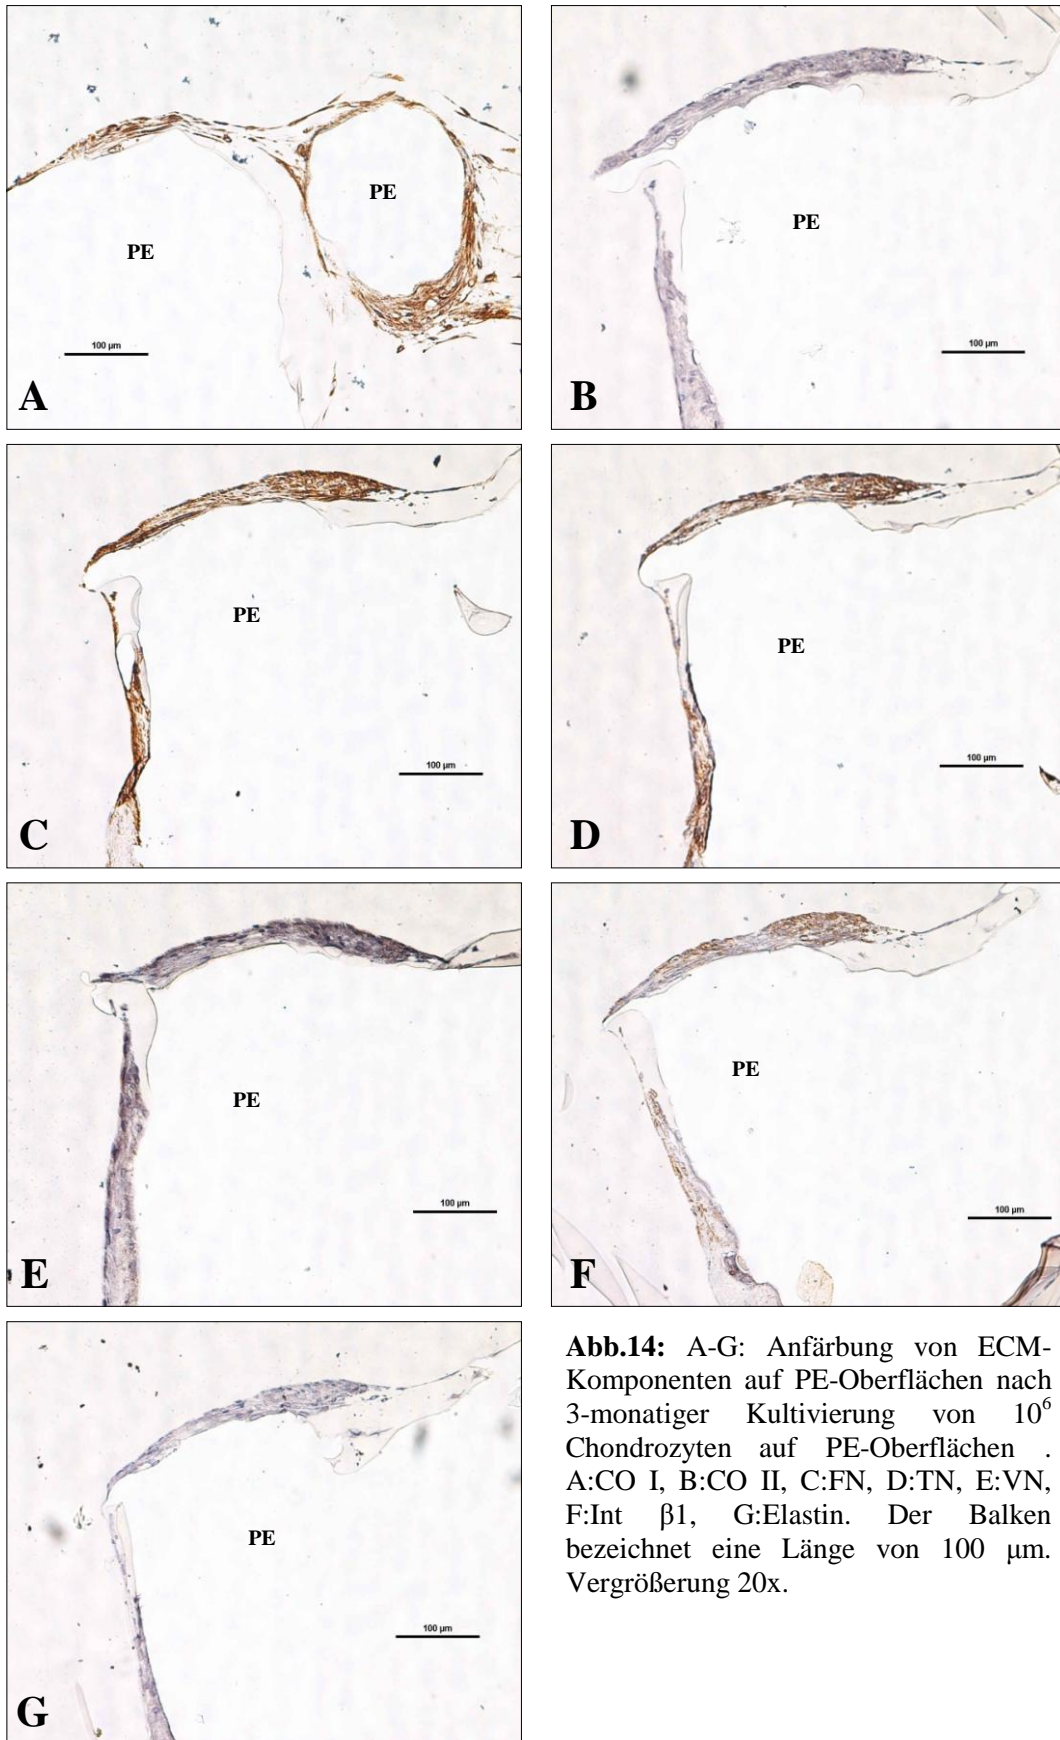 PE
PE
100 µm
A
PE
100 µm
B
PE
100 µm
C
PE
100 µm
D
PE
100 µm
E
PE
100 µm
F
PE
100 µm
G
Abb.14: A-G: Anfärbung von ECM-
Komponenten auf PE-Oberflächen nach
3-monatiger Kultivierung von 10⁶
Chondrozyten auf PE-Oberflächen .
A:CO I, B:CO II, C:FN, D:TN, E:VN,
F:Int β1, G:Elastin. Der Balken
bezeichnet eine Länge von 100 µm.
Vergrößerung 20x.